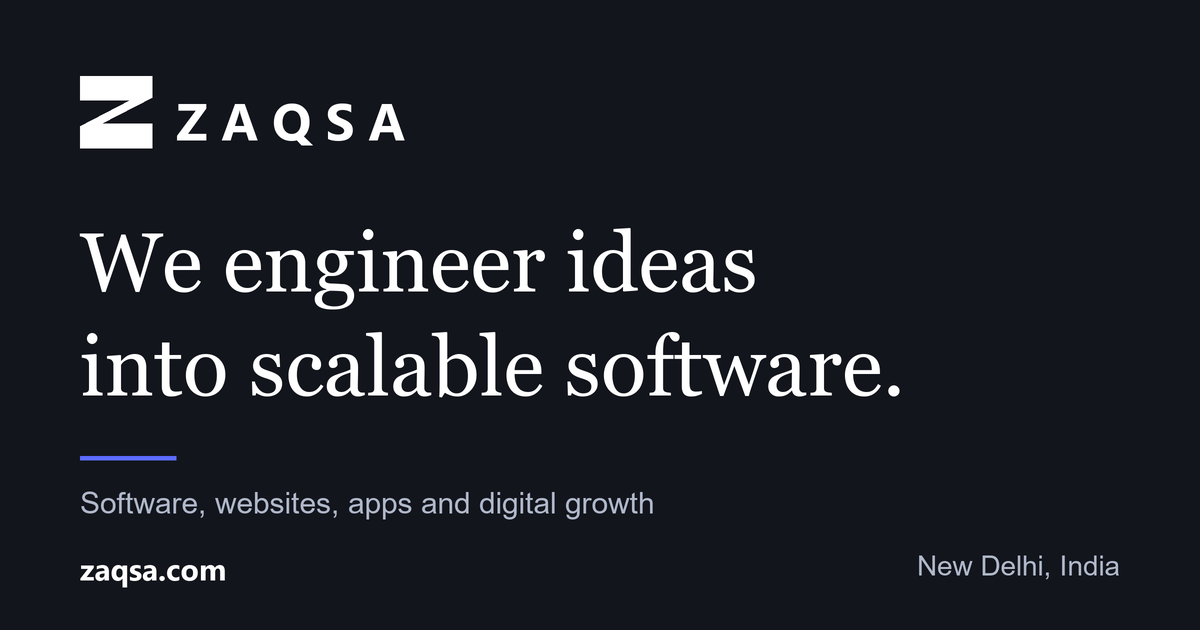 ZAQSA
We engineer ideas
into scalable software.
Software, websites, apps and digital growth
zaqsa.com
New Delhi, India